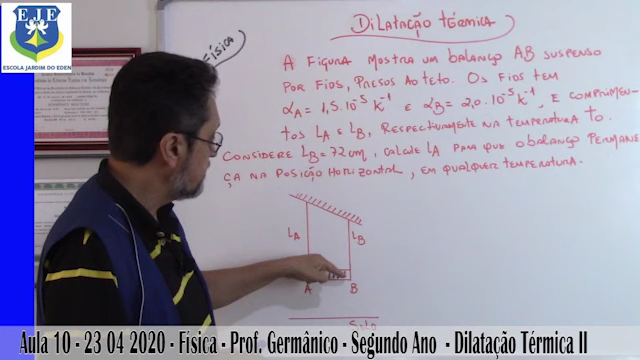 EJE
ESCOLA JARDIM DO EDEN
FÍSICA
DILATAÇÃO TÉRMICA
A FIGURA MOSTRA UM BALANÇO AB SUSPENSO
POR FIOS, PRESOS AO TETO. OS FIOS TEM
αA = 1,5.10⁻⁵ K⁻¹ E αB = 2,0.10⁻⁵ K⁻¹, E COMPRIMEN-
TOS LA E LB, RESPECTIVAMENTE NA TEMPERATURA To.
CONSIDERE LB = 72 cm, CALCULE LA PARA QUE O BALANÇO PERMANE
ÇA NA POSIÇÃO HORIZONTAL, EM QUALQUER TEMPERATURA.
LA LB
A B
Solo
Aula 10 - 23 04 2020 - Física - Prof. Germânico - Segundo Ano - Dilatação Térmica II